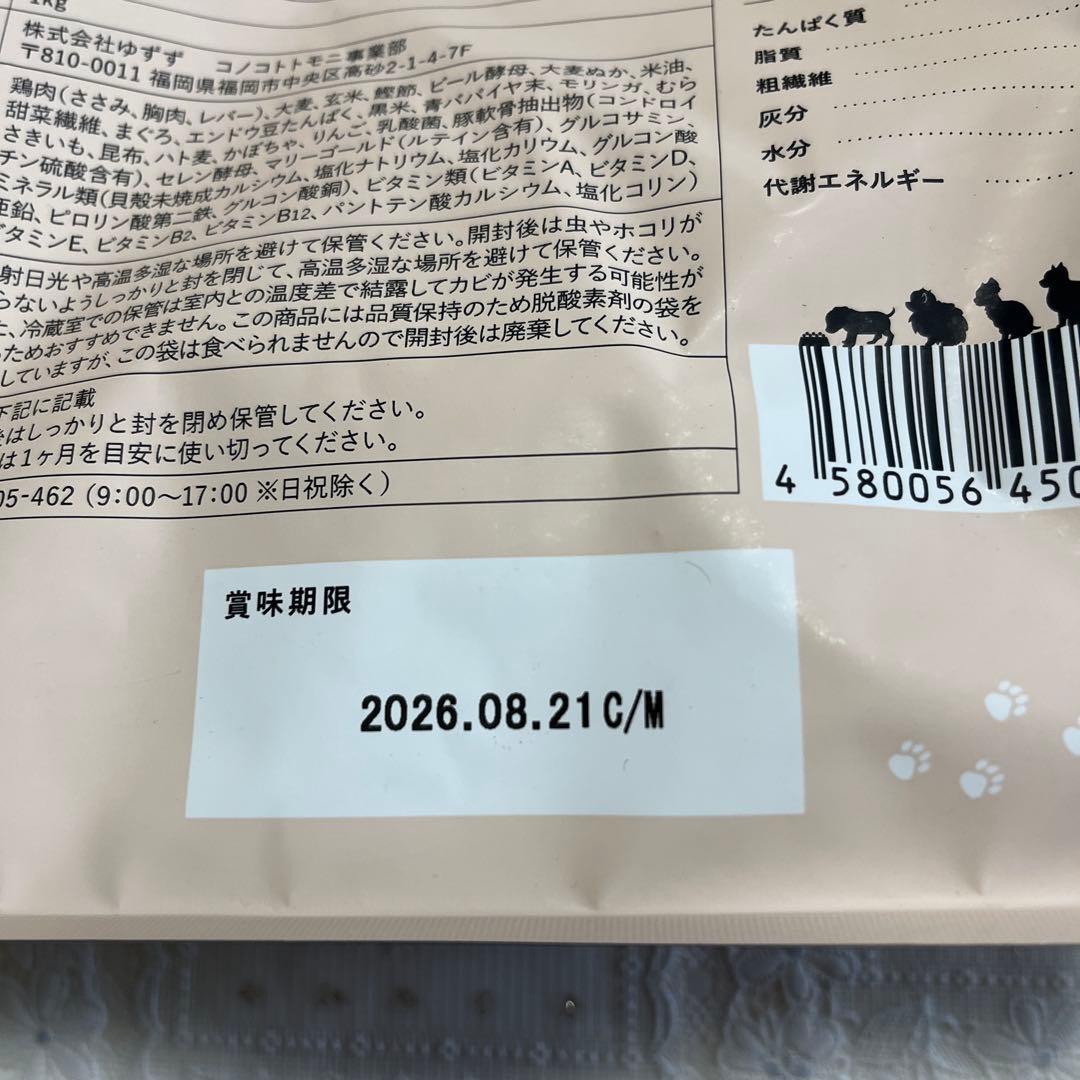 1kg
株式会社ゆずず　コノコトトモニ事業部
〒810-0011 福岡県福岡市中央区高砂2-1-4-7F
鶏肉(ささみ、胸肉、レバー)、大麦、玄米、鰹節、ビール酵母、大麦ぬか、米油、
甜菜繊維、まぐろ、エンドウ豆たんぱく、黒米、青パパイヤ末、モリンガ、むら
さきいも、昆布、ハト麦、かぼちゃ、りんご、乳酸菌、豚軟骨抽出物(コンドロイ
チン硫酸含有)、セレン酵母、マリーゴールド(ルテイン含有)、グルコサミン、
ミネラル類(貝殻未焼成カルシウム、塩化ナトリウム、塩化カリウム、グルコン酸
亜鉛、ピロリン酸第二鉄、グルコン酸銅)、ビタミン類(ビタミンA、ビタミンD、
ビタミンE、ビタミンB2、ビタミンB12、パントテン酸カルシウム、塩化コリン)
射日光や高温多湿な場所を避けて保管ください。開封後は虫やホコリが
らないようしっかりと封を閉じて、高温多湿な場所を避けて保管ください。
、冷蔵室での保管は室内との温度差で結露してカビが発生する可能性が
ためおすすめできません。この商品には品質保持のため脱酸素剤の袋を
していますが、この袋は食べられませんので開封後は廃棄してください。
下記に記載
後はしっかりと封を閉め保管してください。
は1ヶ月を目安に使い切ってください。
05-462（9:00〜17:00 ※日祝除く）
たんぱく質
脂質
粗繊維
灰分
水分
代謝エネルギー
4 580056 450
賞味期限
2026.08.21C/M